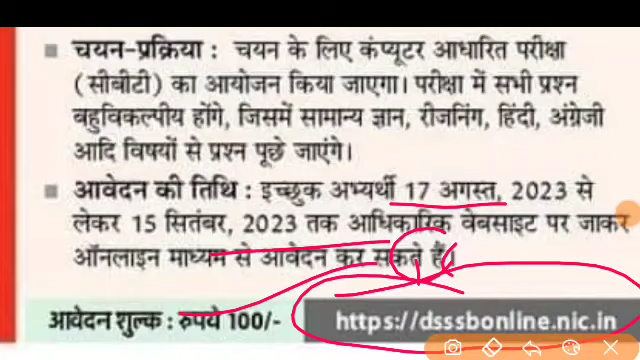 चयन-प्रक्रिया : चयन के लिए कंप्यूटर आधारित परीक्षा
(सीबीटी) का आयोजन किया जाएगा। परीक्षा में सभी प्रश्न
बहुविकल्पीय होंगे, जिसमें सामान्य ज्ञान, रीजनिंग, हिंदी, अंग्रेजी
आदि विषयों से प्रश्न पूछे जाएंगे।
आवेदन की तिथि : इच्छुक अभ्यर्थी 17 अगस्त, 2023 से
लेकर 15 सितंबर, 2023 तक आधिकारिक वेबसाइट पर जाकर
ऑनलाइन माध्यम से आवेदन कर सकते हैं।
आवेदन शुल्क : रुपये 100/- https://dsssbonline.nic.in